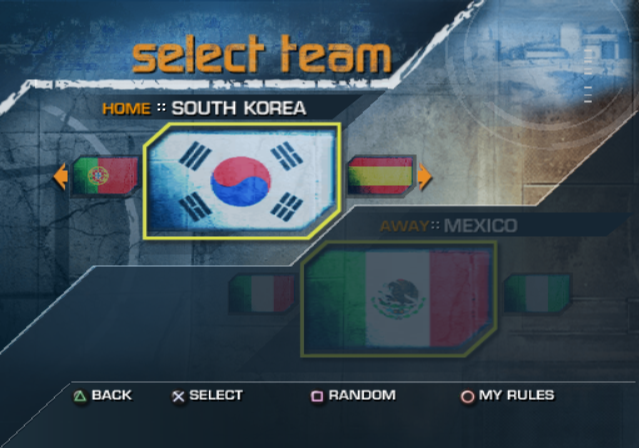 select team
HOME :: SOUTH KOREA
AWAY:: MEXICO
BACK SELECT RANDOM MY RULES